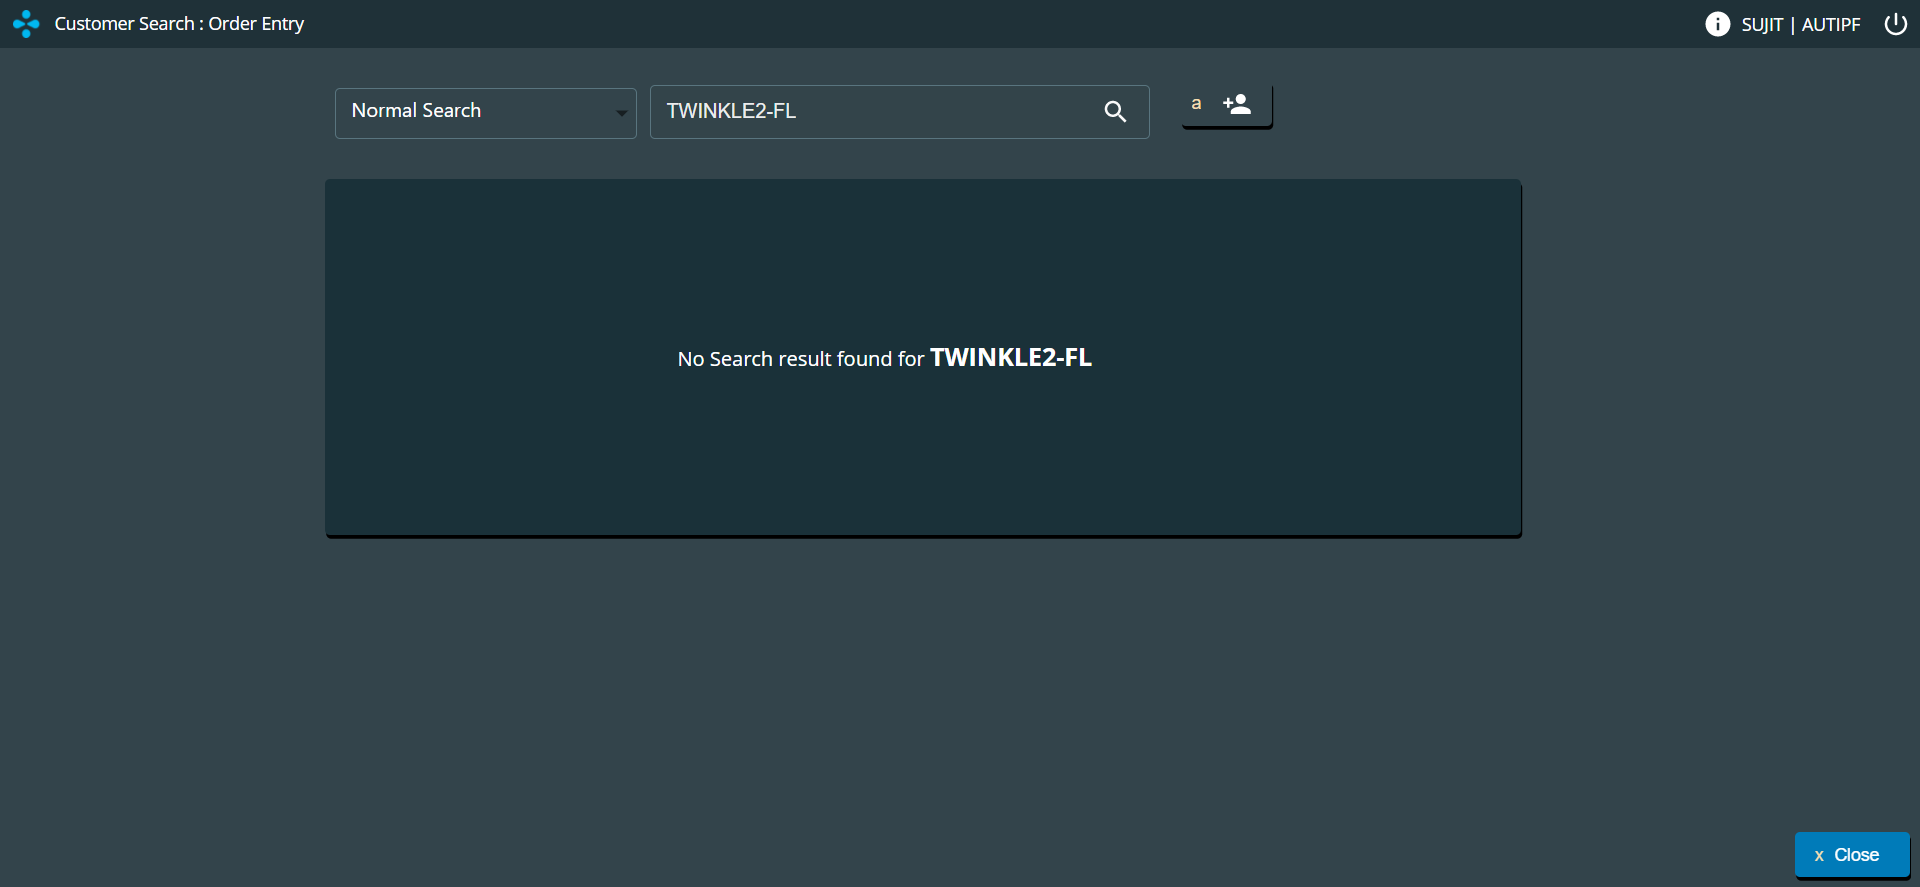 Customer Search : Order Entry
SUJIT | AUTIPF
Normal Search
TWINKLE2-FL
a
No Search result found for TWINKLE2-FL
x Close